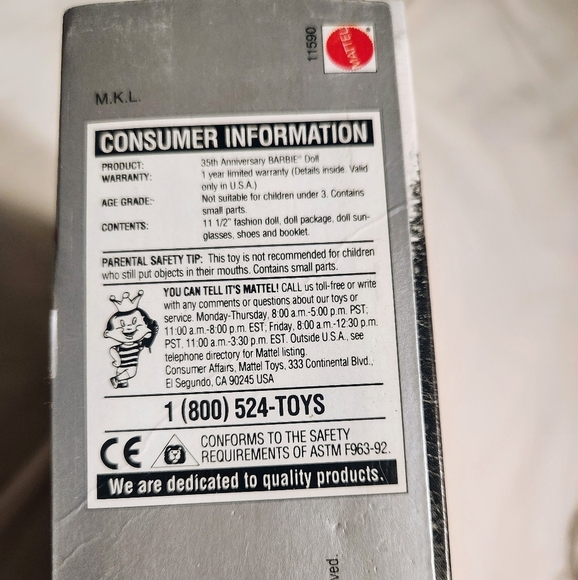 11590
MATTEL
M.K.L.
CONSUMER INFORMATION
PRODUCT: 35th Anniversary BARBIE® Doll
WARRANTY: 1 year limited warranty (Details inside. Valid
only in U.S.A.)
AGE GRADE: Not suitable for children under 3. Contains
small parts.
CONTENTS: 11 1/2" fashion doll, doll package, doll sun-
glasses, shoes and booklet.
PARENTAL SAFETY TIP: This toy is not recommended for children
who still put objects in their mouths. Contains small parts.
YOU CAN TELL IT'S MATTEL! CALL us toll-free or write
with any comments or questions about our toys or
service. Monday-Thursday, 8:00 a.m.-5:00 p.m. PST,
11:00 a.m.-8:00 p.m. EST; Friday, 8:00 a.m.-12:30 p.m.
PST, 11:00 a.m.-3:30 p.m. EST. Outside U.S.A., see
telephone directory for Mattel listing.
Consumer Affairs, Mattel Toys, 333 Continental Blvd.,
El Segundo, CA 90245 USA
1 (800) 524-TOYS
CE
CONFORMS TO THE SAFETY
REQUIREMENTS OF ASTM F963-92.
We are dedicated to quality products.
ved.